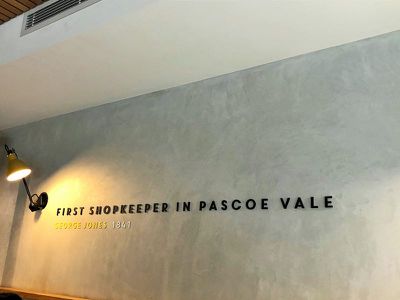 FIRST SHOPKEEPER IN PASCOE VALE
GEORGE JONES 1841